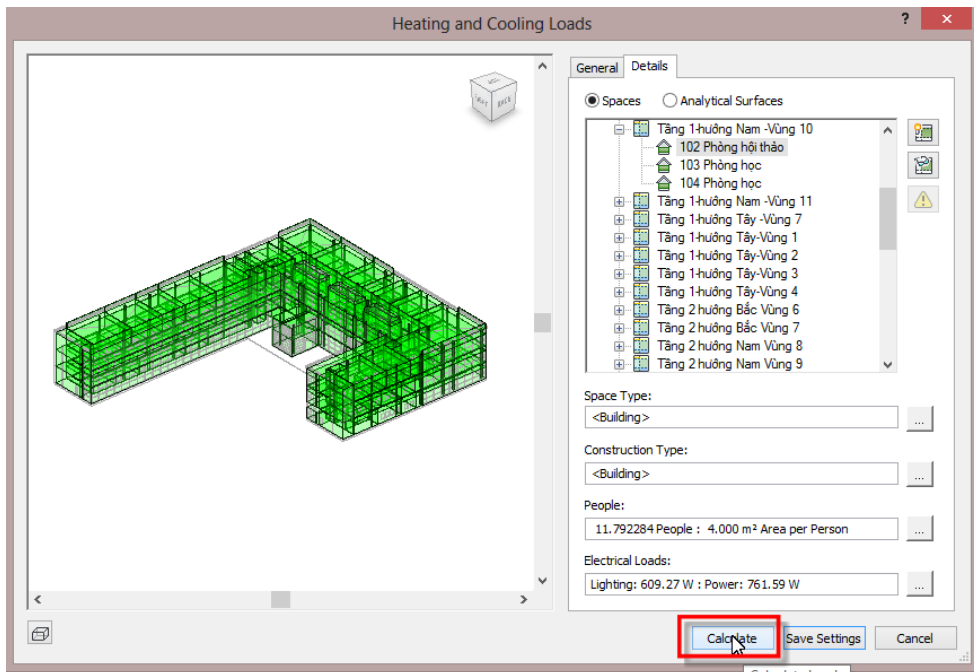 Heating and Cooling Loads
? ×
General Details
Spaces Analytical Surfaces
Tầng 1-hướng Nam -Vùng 10
102 Phòng hội thảo
103 Phòng học
104 Phòng học
Tầng 1-hướng Nam -Vùng 11
Tầng 1-hướng Tây -Vùng 7
Tầng 1-hướng Tây-Vùng 1
Tầng 1-hướng Tây-Vùng 2
Tầng 1-hướng Tây-Vùng 3
Tầng 1-hướng Tây-Vùng 4
Tầng 2 hướng Bắc Vùng 6
Tầng 2 hướng Bắc Vùng 7
Tầng 2 hướng Nam Vùng 8
Tầng 2 hướng Nam Vùng 9
Space Type:
<Building>
...
Construction Type:
<Building>
...
People:
11.792284 People : 4.000 m² Area per Person
...
Electrical Loads:
Lighting: 609.27 W : Power: 761.59 W
...
Calculate Save Settings Cancel